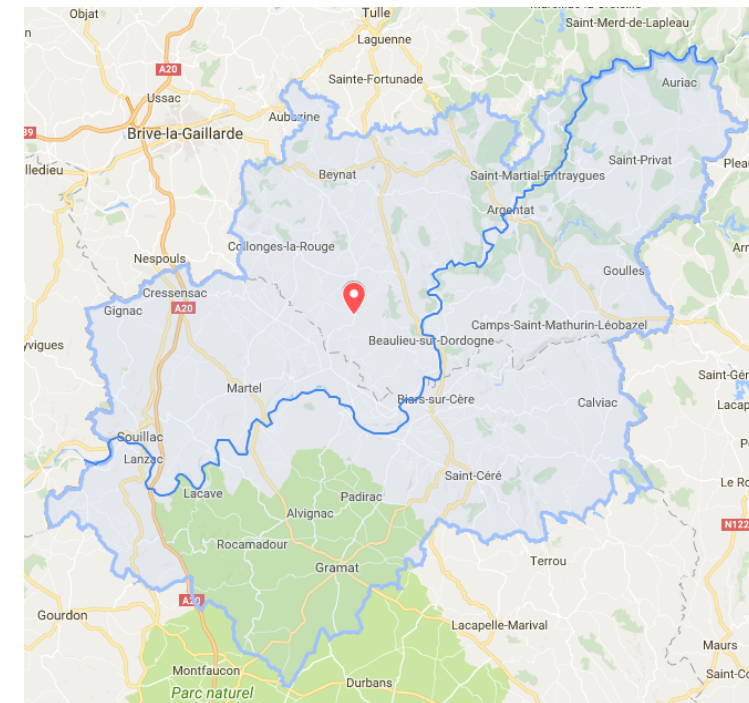 Objat
Tulle
Saint-Merd-de-Lapleau
Laguenne
A20
Sainte-Fortunade
Auriac
Ussac
Aubazine
Brive-la-Gaillarde
Saint-Privat
Beynat
Saint-Martial-Entraygues
Argentat
Collonges-la-Rouge
Nespouls
Goulles
Cressensac
A20
Gignac
Camps-Saint-Mathurin-Léobazel
Beaulieu-sur-Dordogne
Martel
Biars-sur-Cère
Calviac
Souillac
Lanzac
Saint-Céré
Lacave
Padirac
Alvignac
N122
Rocamadour
Terrou
Gramat
A20
Gourdon
Lacapelle-Marival
Maurs
Montfaucon
Durbans
Parc naturel